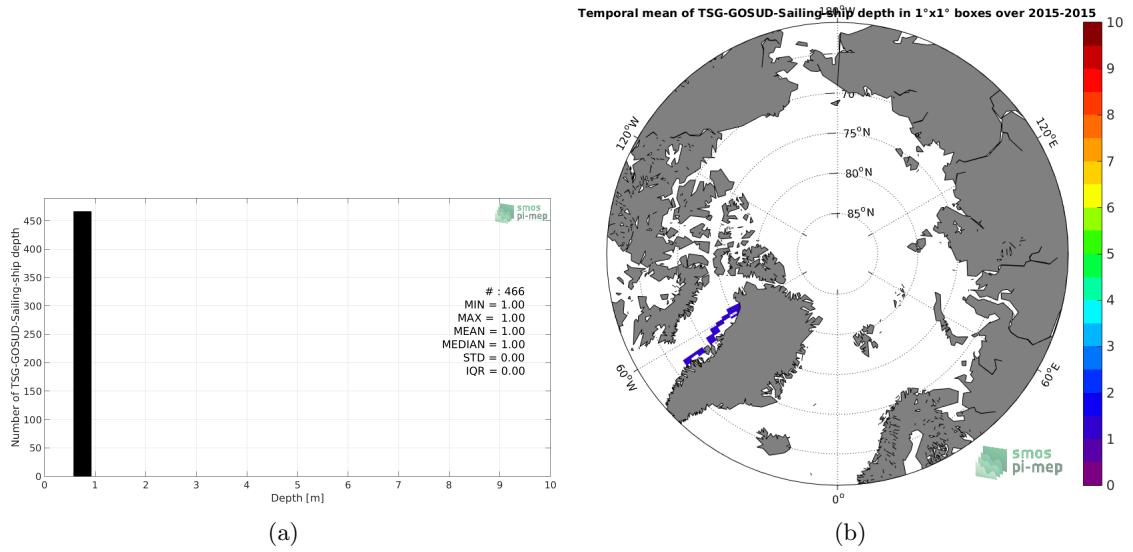 Number of TSG-GOSUD-Sailing-ship depth
450
400
350
300
250
200
150
100
50
0
0 1 2 3 4 5 6 7 8 9 10
Depth [m]
smos
pi-mep
# : 466
MIN = 1.00
MAX = 1.00
MEAN = 1.00
MEDIAN = 1.00
STD = 0.00
IQR = 0.00
(a)
Temporal mean of TSG-GOSUD-Sailing-ship depth in 1°x1° boxes over 2015-2015
180°W
120°W
120°E
70
75°N
80°N
85°N
60°W
60°E
0°
smos
pi-mep
10
9
8
7
6
5
4
3
2
1
0
(b)